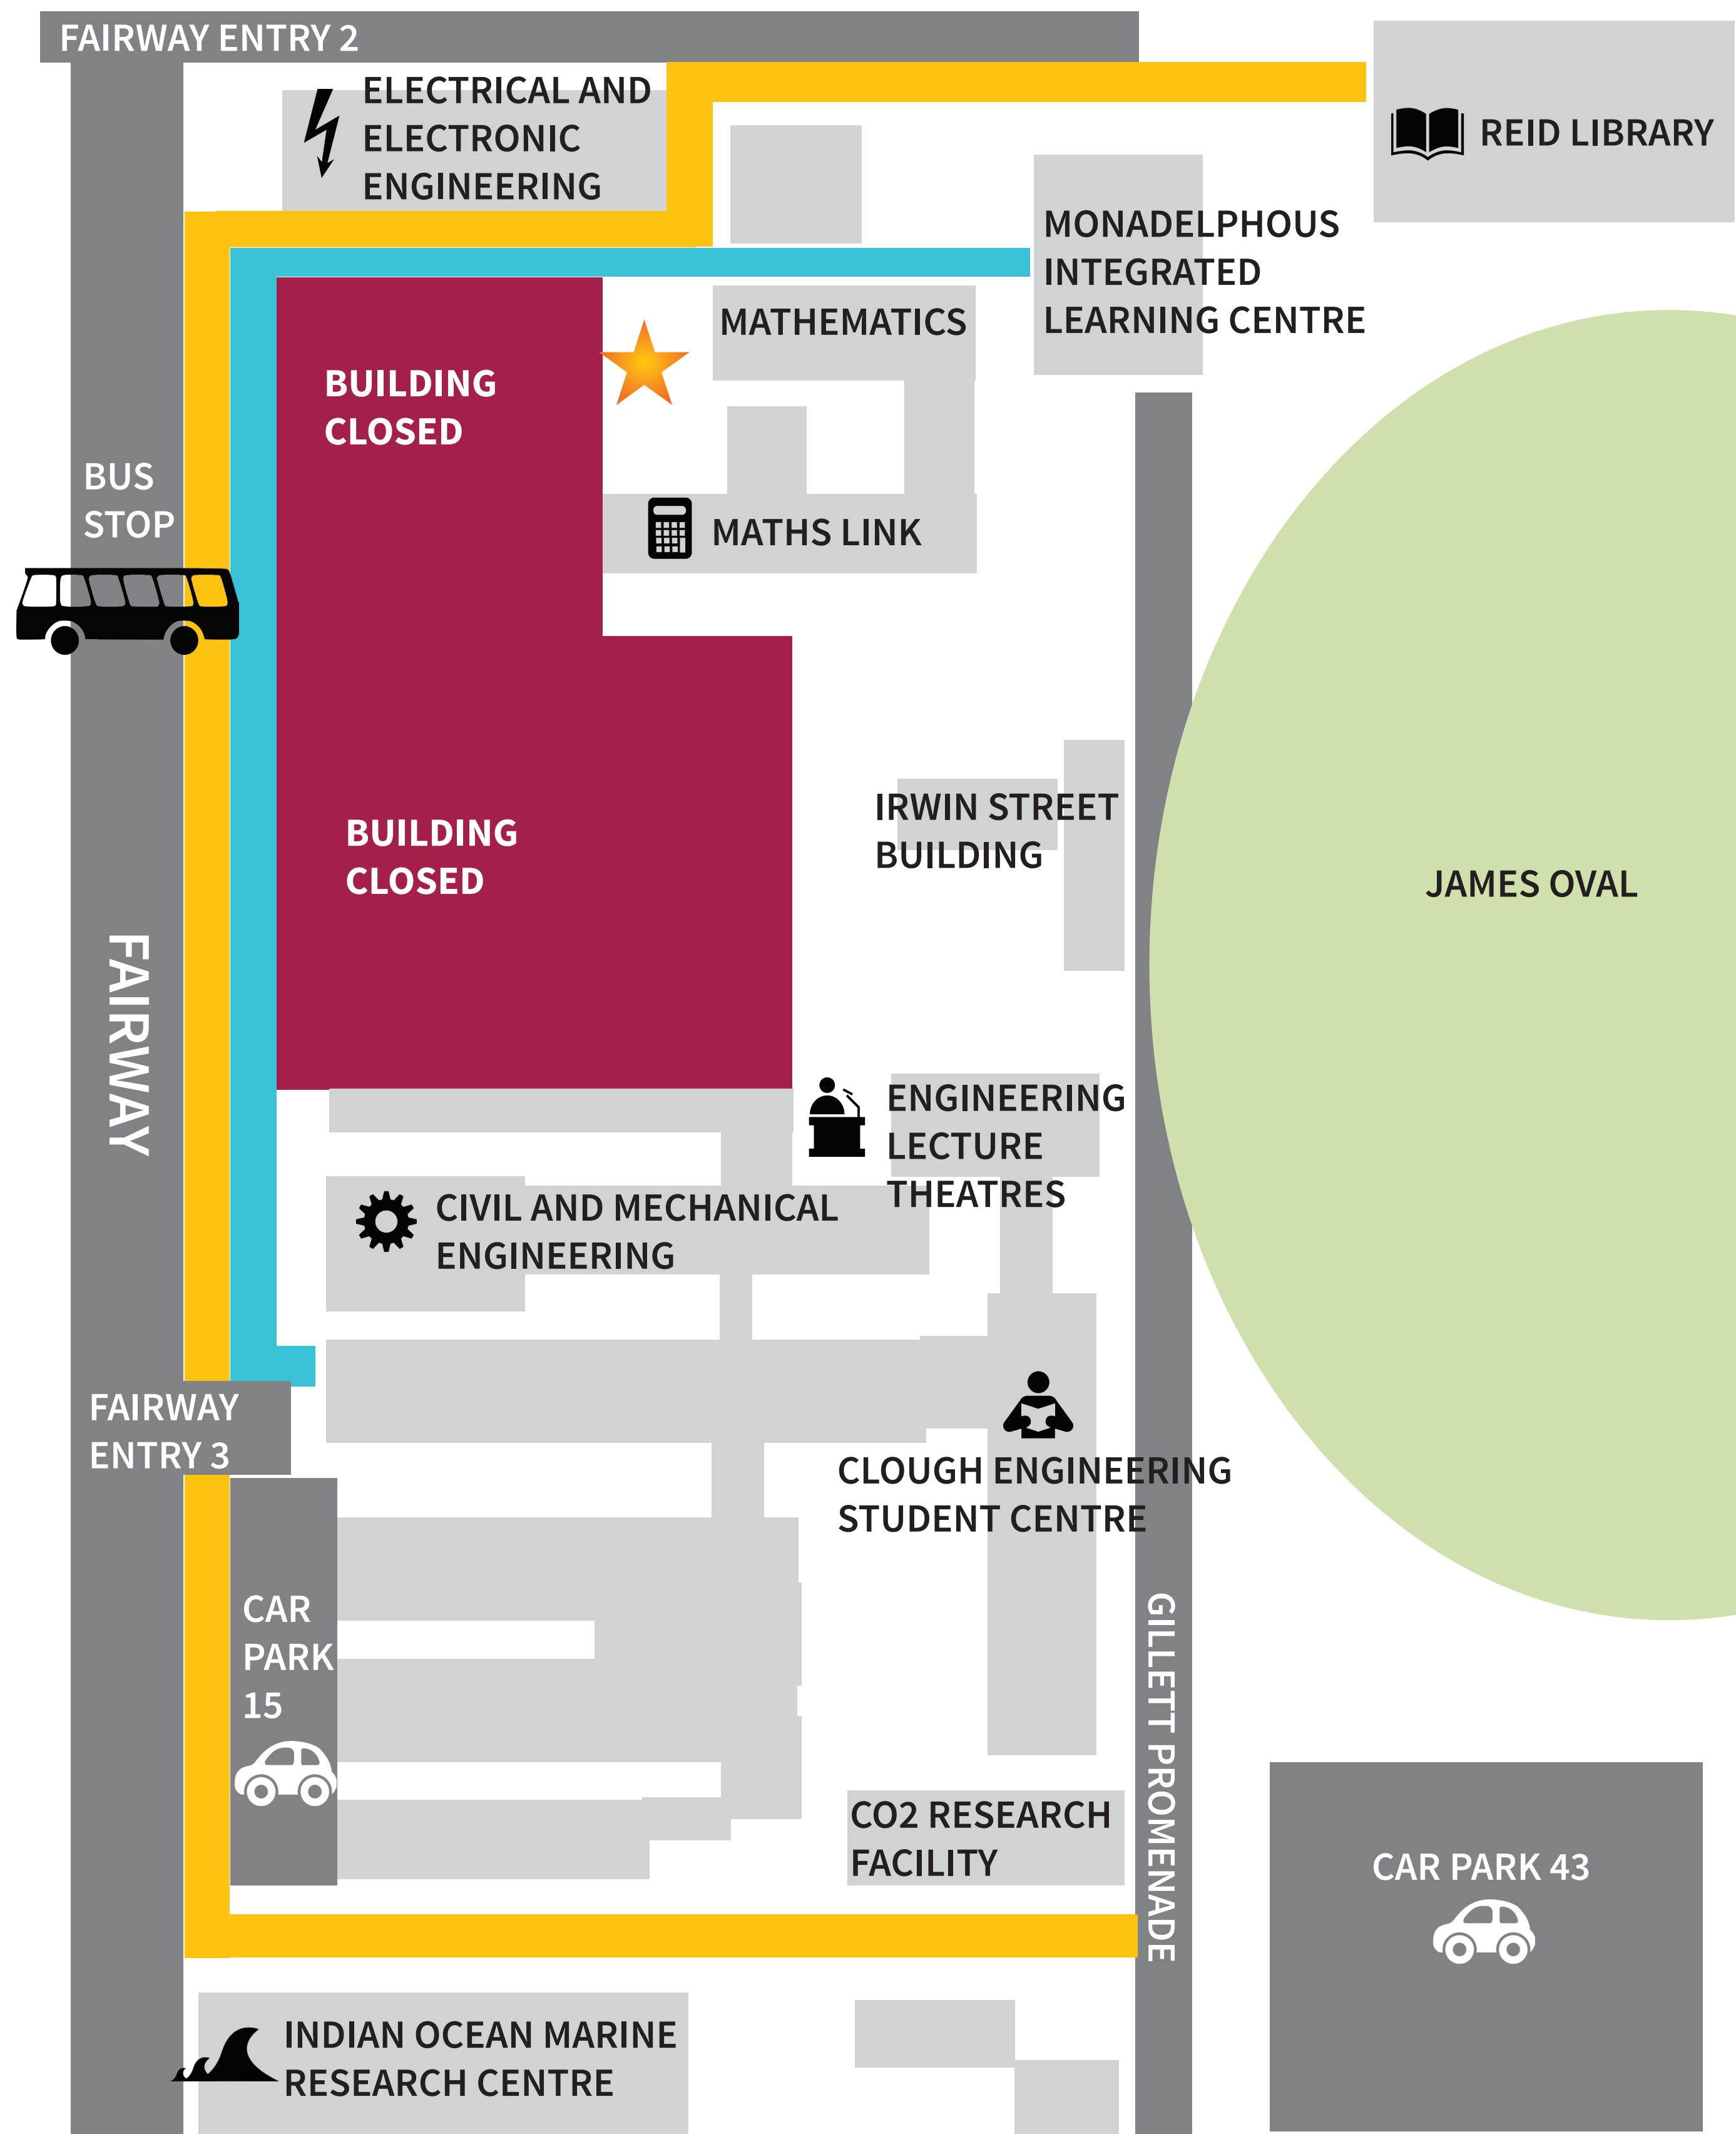 FAIRWAY ENTRY 2
ELECTRICAL AND
ELECTRONIC
ENGINEERING
REID LIBRARY
MONADELPHOUS
INTEGRATED
LEARNING CENTRE
MATHEMATICS
BUILDING
CLOSED
BUS
STOP
MATHS LINK
IRWIN STREET
BUILDING
BUILDING
CLOSED
JAMES OVAL
FAIRWAY
ENGINEERING
LECTURE
THEATRES
CIVIL AND MECHANICAL
ENGINEERING
FAIRWAY
ENTRY 3
CLOUGH ENGINEERING
STUDENT CENTRE
CAR
PARK
15
GILLETT PROMENADE
CO2 RESEARCH
FACILITY
CAR PARK 43
INDIAN OCEAN MARINE
RESEARCH CENTRE